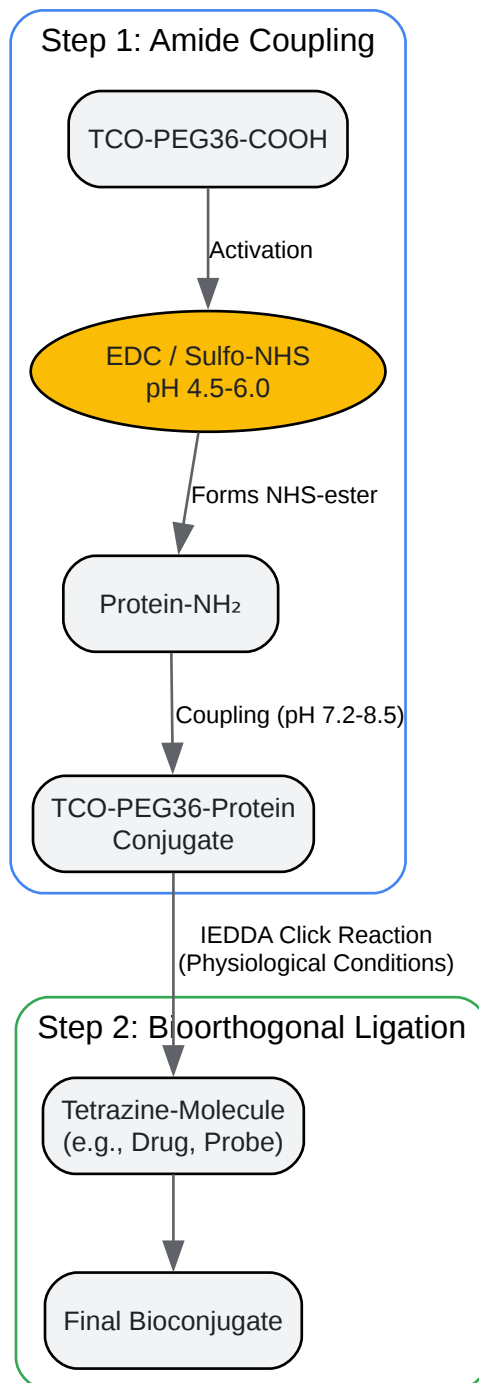 Step 1: Amide Coupling
TCO-PEG36-COOH
Activation
EDC / Sulfo-NHS
pH 4.5-6.0
Forms NHS-ester
Protein-NH₂
Coupling (pH 7.2-8.5)
TCO-PEG36-Protein
Conjugate
IEDDA Click Reaction
(Physiological Conditions)
Step 2: Bioorthogonal Ligation
Tetrazine-Molecule
(e.g., Drug, Probe)
Final Bioconjugate